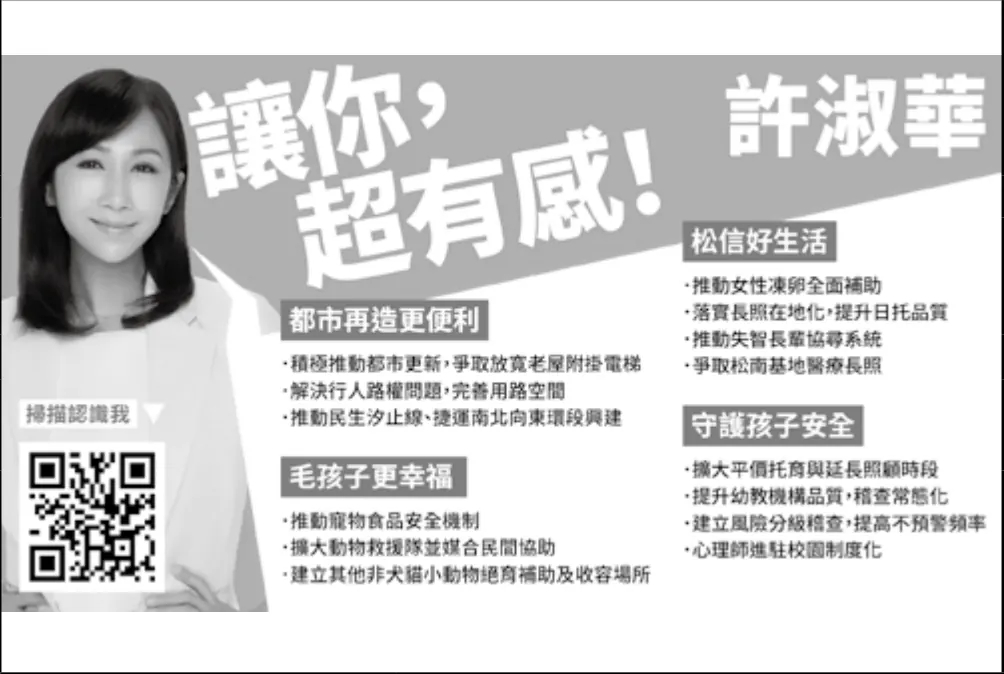 讓你,
超有感!
許淑華
都市再造更便利
·積極推動都市更新,爭取放寬老屋附掛電梯
·解決行人路權問題,完善用路空間
·推動民生汐止線、捷運南北向東環段興建
毛孩子更幸福
·推動寵物食品安全機制
·擴大動物救援隊並媒合民間協助
·建立其他非犬貓小動物絕育補助及收容場所
松信好生活
·推動女性凍卵全面補助
·落實長照在地化,提升日托品質
·推動失智長輩協尋系統
·爭取松南基地醫療長照
守護孩子安全
·擴大平價托育與延長照顧時段
·提升幼教機構品質,稽查常態化
·建立風險分級稽查,提高不預警頻率
·心理師進駐校園制度化
掃描認識我